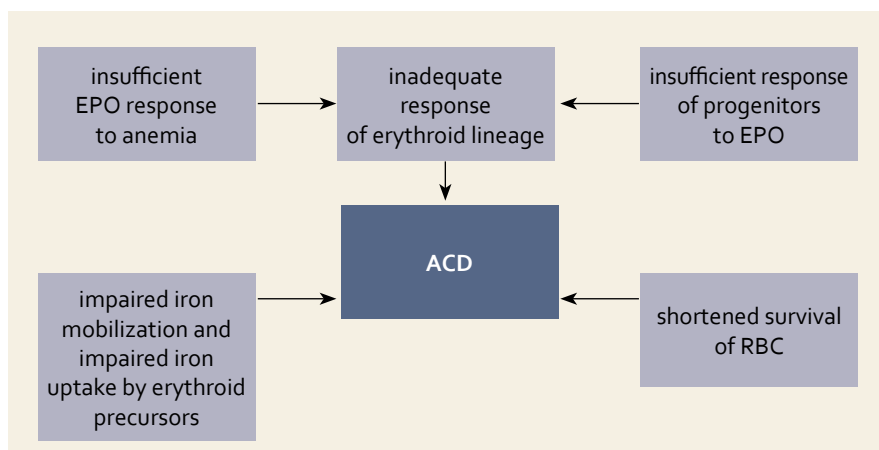 insufficient
EPO response
to anemia
inadequate
response
of erythroid lineage
insufficient response
of progenitors
to EPO
ACD
impaired iron
mobilization and
impaired iron
uptake by erythroid
precursors
shortened survival
of RBC